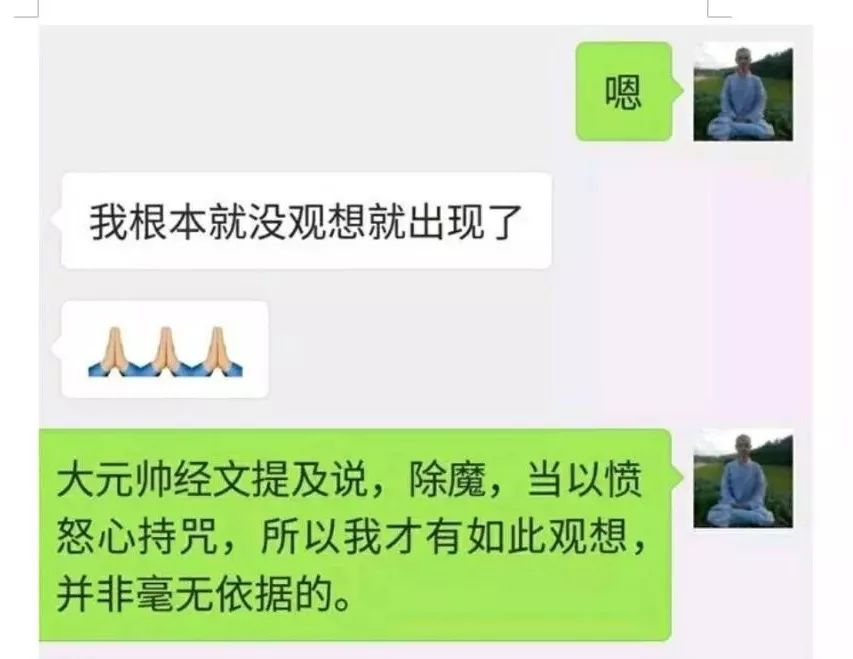 嗯
我根本就没观想就出现了
🙏🙏🙏
大元帅经文提及说，除魔，当以愤
怒心持咒，所以我才有如此观想，
并非毫无依据的。